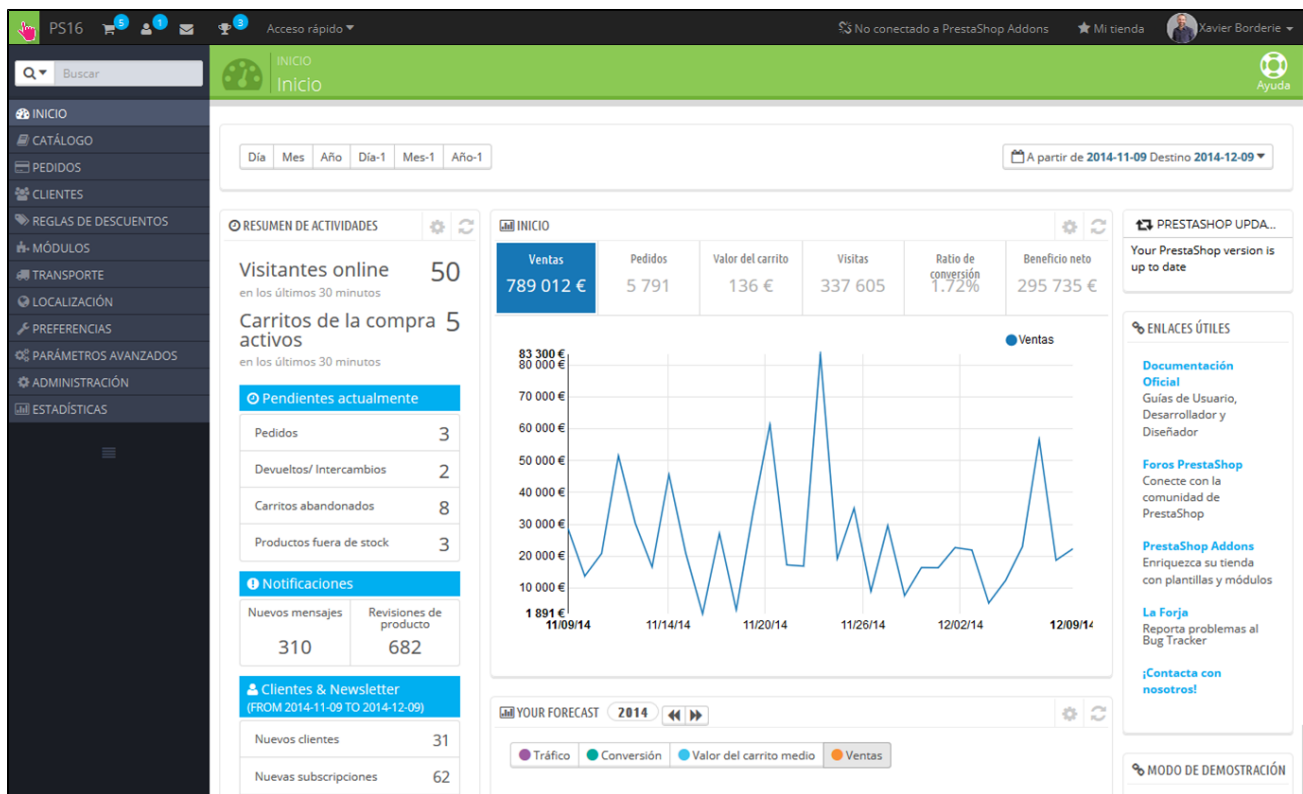 PS16
5
1
3
Acceso rápido
No conectado a PrestaShop Addons
Mi tienda
Xavier Borderie
Buscar
INICIO
Inicio
Ayuda
INICIO
CATÁLOGO
PEDIDOS
CLIENTES
REGLAS DE DESCUENTOS
MÓDULOS
TRANSPORTE
LOCALIZACIÓN
PREFERENCIAS
PARÁMETROS AVANZADOS
ADMINISTRACIÓN
ESTADÍSTICAS
Día Mes Año Día-1 Mes-1 Año-1
A partir de 2014-11-09 Destino 2014-12-09
RESUMEN DE ACTIVIDADES
Visitantes online 50
en los últimos 30 minutos
Carritos de la compra activos 5
en los últimos 30 minutos
Pendientes actualmente
Pedidos 3
Devueltos/ Intercambios 2
Carritos abandonados 8
Productos fuera de stock 3
Notificaciones
Nuevos mensajes
310
Revisiones de producto
682
Clientes & Newsletter
(FROM 2014-11-09 TO 2014-12-09)
Nuevos clientes 31
Nuevas subscripciones 62
INICIO
Ventas
789 012 €
Pedidos
5 791
Valor del carrito
136 €
Visitas
337 605
Ratio de conversión
1.72%
Beneficio neto
295 735 €
Ventas
83 300 €
80 000 €
70 000 €
60 000 €
50 000 €
40 000 €
30 000 €
20 000 €
10 000 €
1 891 €
11/09/14 11/14/14 11/20/14 11/26/14 12/02/14 12/09/14
YOUR FORECAST 2014
Tráfico Conversión Valor del carrito medio Ventas
PRESTASHOP UPDA...
Your PrestaShop version is
up to date
ENLACES ÚTILES
Documentación
Oficial
Guías de Usuario,
Desarrollador y
Diseñador
Foros PrestaShop
Conecte con la
comunidad de
PrestaShop
PrestaShop Addons
Enriquezca su tienda
con plantillas y módulos
La Forja
Reporta problemas al
Bug Tracker
¡Contacta con
nosotros!
MODO DE DEMOSTRACIÓN